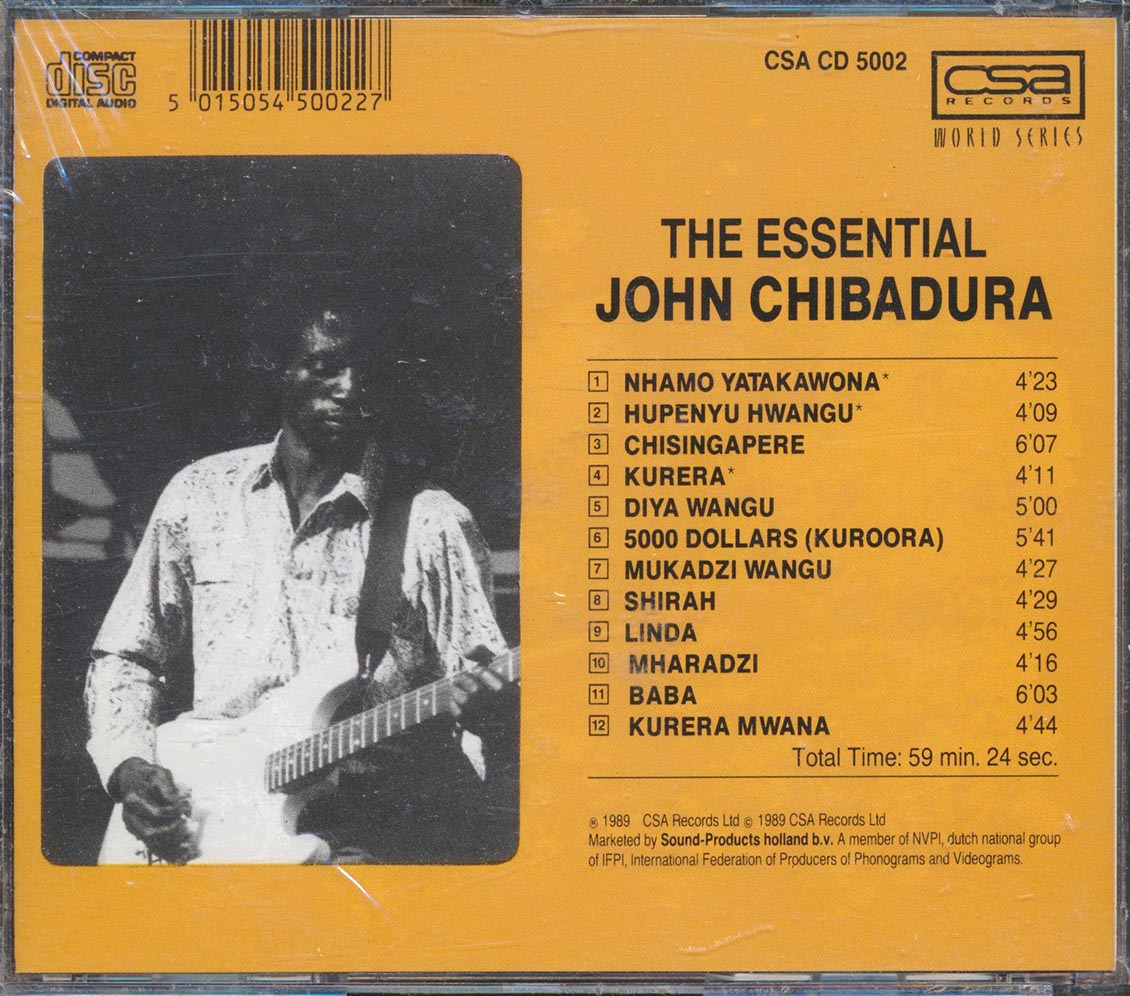 COMPACT
disc
DIGITAL AUDIO
5 015054 500227
CSA CD 5002
csa
RECORDS
WORLD SERIES
THE ESSENTIAL
JOHN CHIBADURA
1 NHAMO YATAKAWONA* 4'23
2 HUPENYU HWANGU* 4'09
3 CHISINGAPERE 6'07
4 KURERA* 4'11
5 DIYA WANGU 5'00
6 5000 DOLLARS (KUROORA) 5'41
7 MUKADZI WANGU 4'27
8 SHIRAH 4'29
9 LINDA 4'56
10 MHARADZI 4'16
11 BABA 6'03
12 KURERA MWANA 4'44
Total Time: 59 min. 24 sec.
℗ 1989 CSA Records Ltd © 1989 CSA Records Ltd
Marketed by Sound-Products holland b.v. A member of NVPI, dutch national group
of IFPI, International Federation of Producers of Phonograms and Videograms.